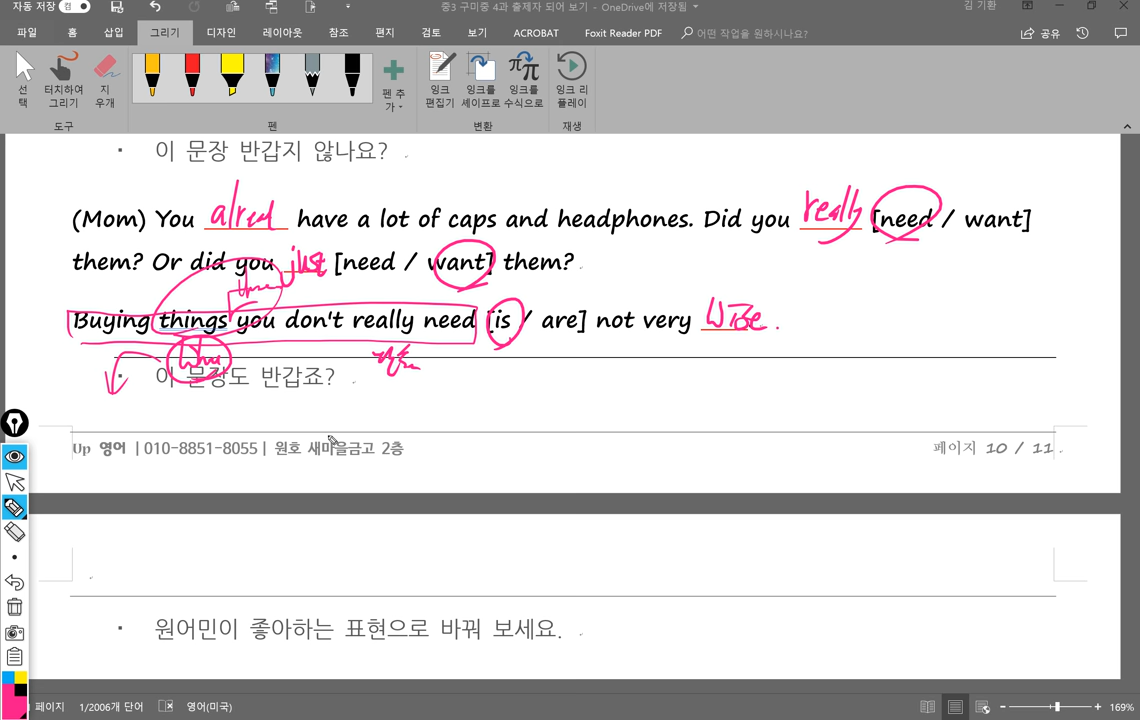 자동 저장 켬 중3 구미중 4과 출제자 되어 보기 - OneDrive에 저장됨 김 기환
파일 홈 삽입 그리기 디자인 레이아웃 참조 편지 검토 보기 ACROBAT Foxit Reader PDF 어떤 작업을 원하시나요? 공유
선택 터치하여 그리기 지우개 펜 추가 잉크 편집기 잉크를 셰이프로 잉크를 수식으로 잉크 리플레이
도구 펜 변환 재생
· 이 문장 반갑지 않나요?
(Mom) You alread have a lot of caps and headphones. Did you really [need / want]
them? Or did you just [need / want] them?
Buying things you don't really need [is / are] not very wise.
· 이 문장도 반갑죠?
Up 영어 | 010-8851-8055 | 원호 새마을금고 2층 페이지 10 / 11
· 원어민이 좋아하는 표현으로 바꿔 보세요.
페이지 1/2006개 단어 영어(미국) 169%